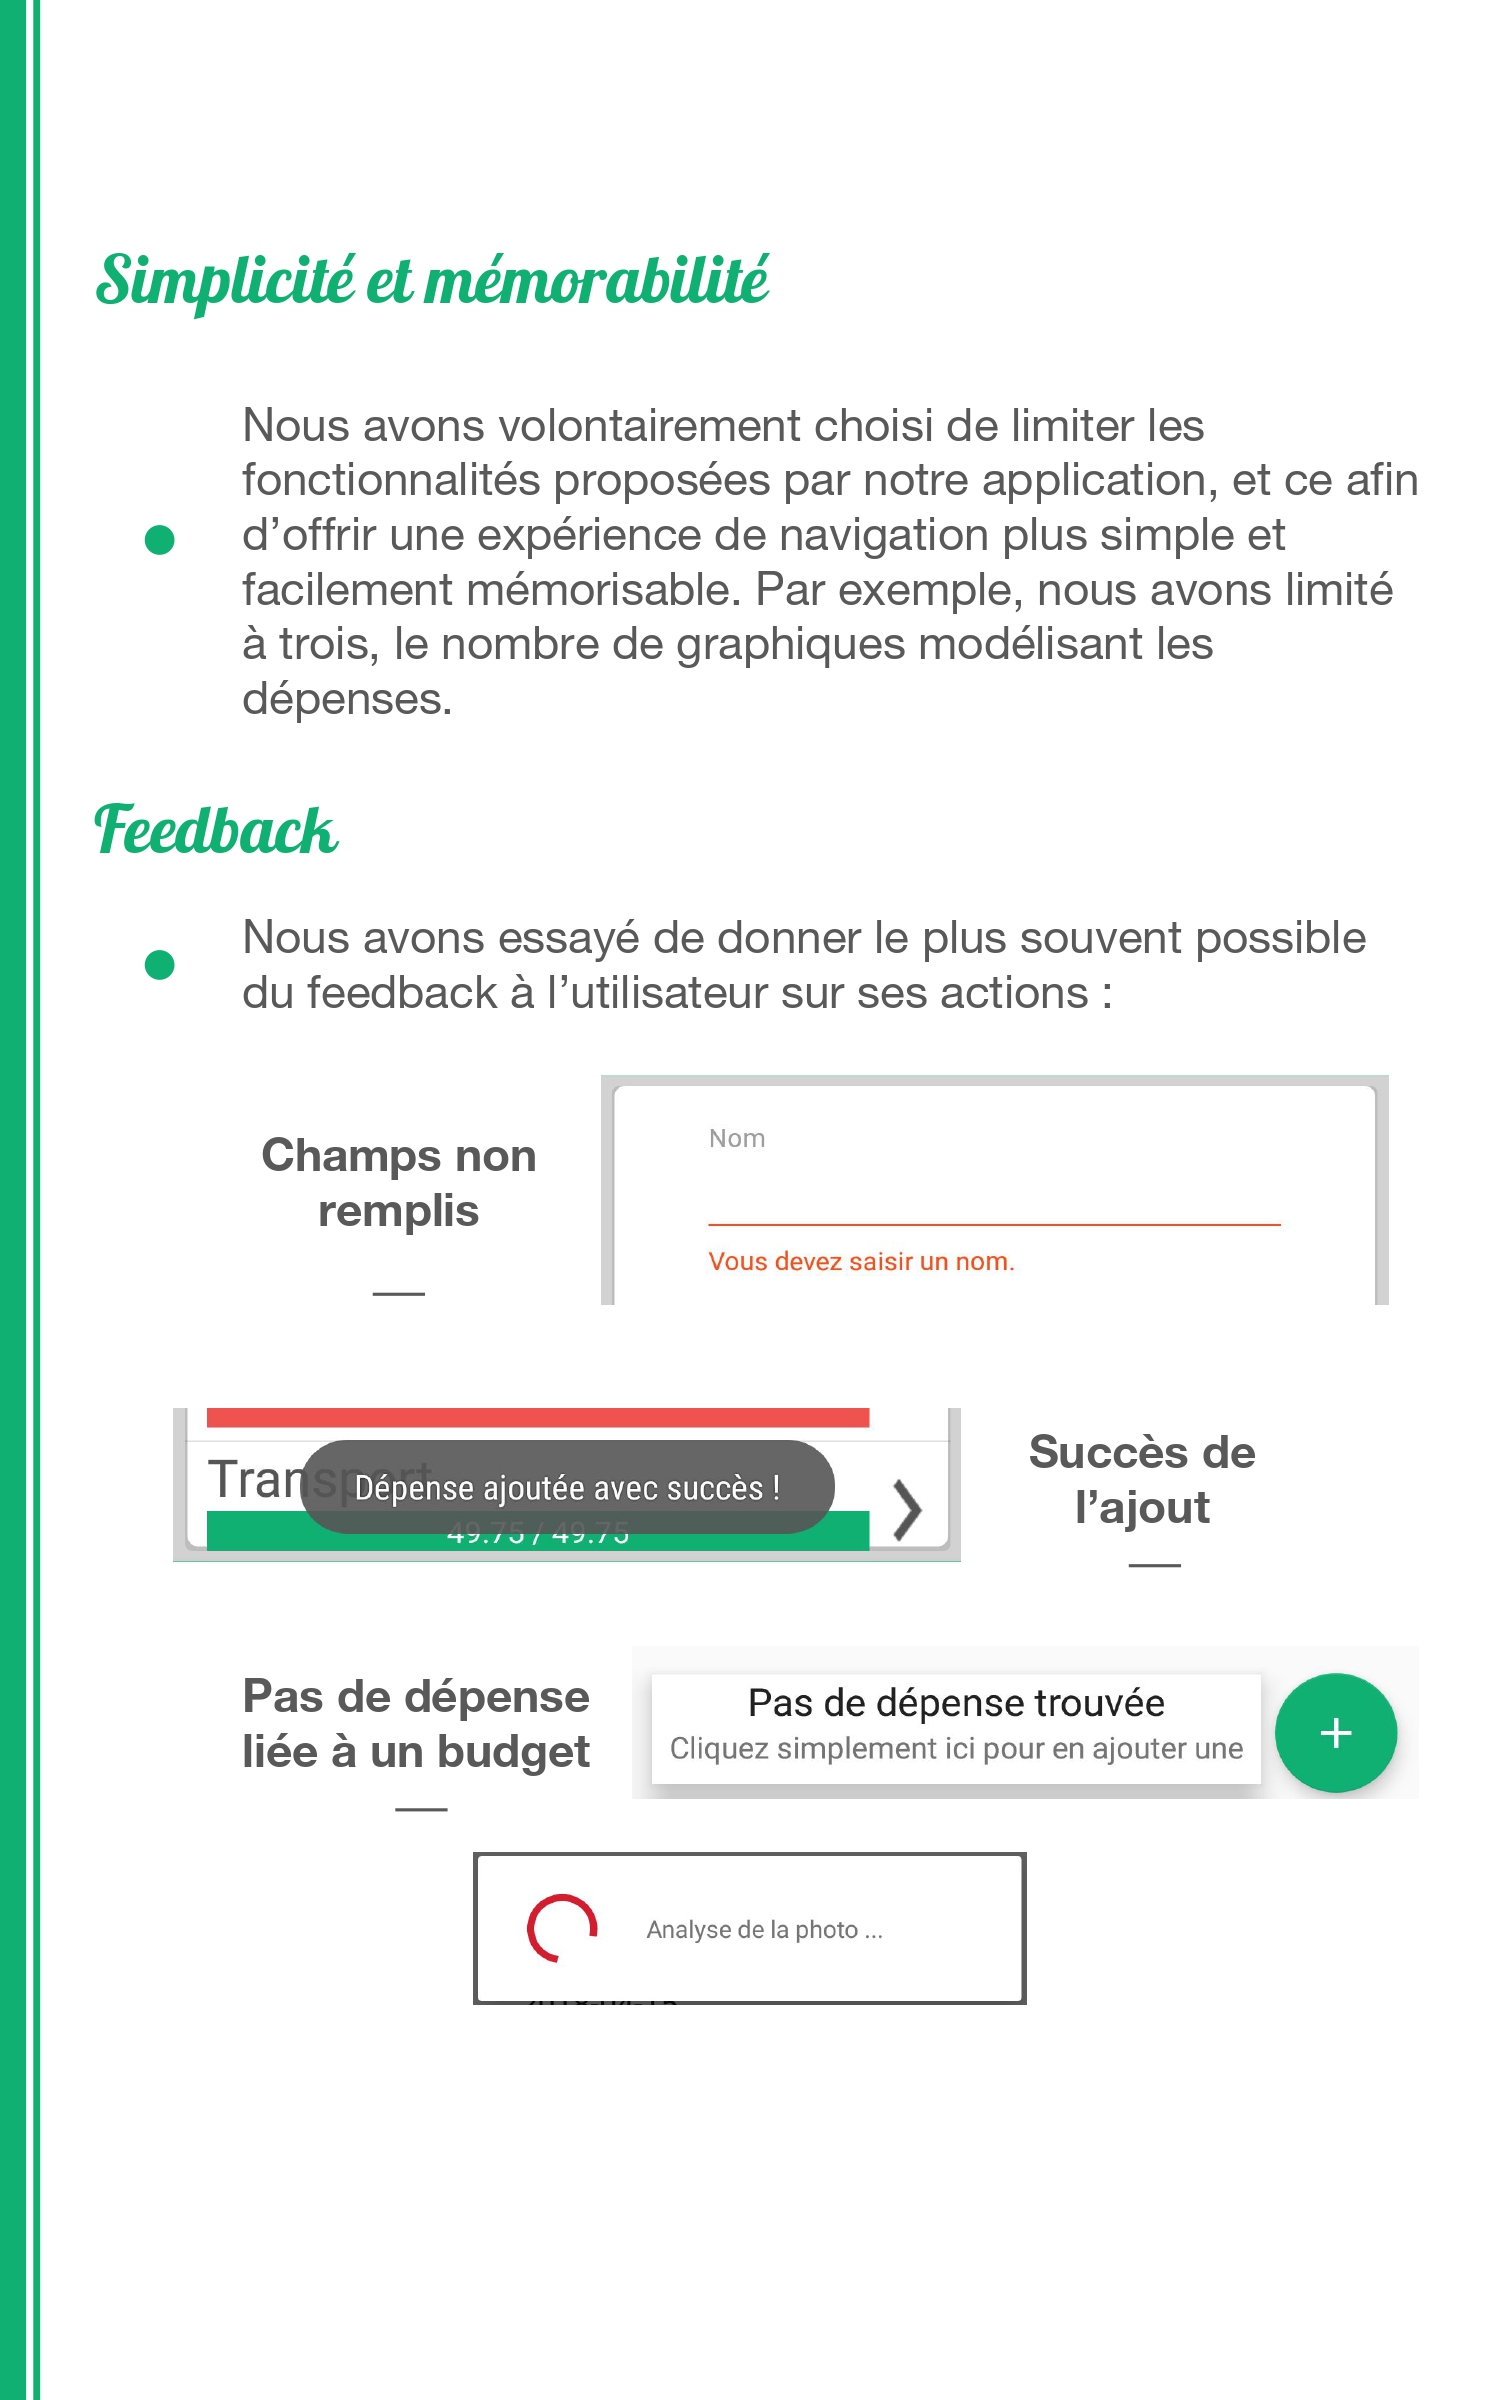 Simplicité et mémorabilité
Nous avons volontairement choisi de limiter les
fonctionnalités proposées par notre application, et ce afin
d’offrir une expérience de navigation plus simple et
facilement mémorisable. Par exemple, nous avons limité
à trois, le nombre de graphiques modélisant les
dépenses.
Feedback
Nous avons essayé de donner le plus souvent possible
du feedback à l’utilisateur sur ses actions :
Champs non
remplis
Nom
Vous devez saisir un nom.
Transport
Dépense ajoutée avec succès !
49.75 / 49.75
Succès de
l’ajout
Pas de dépense
liée à un budget
Pas de dépense trouvée
Cliquez simplement ici pour en ajouter une
+
Analyse de la photo ...